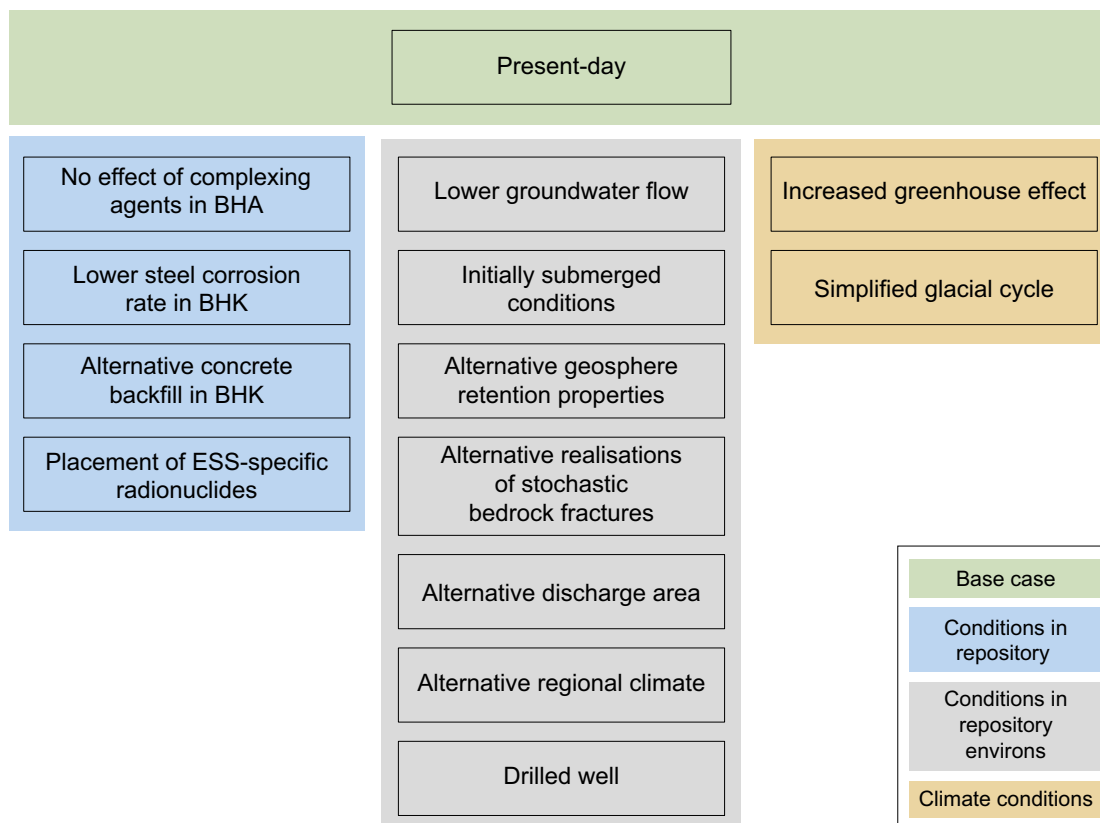 Present-day
No effect of complexing
agents in BHA
Lower steel corrosion
rate in BHK
Alternative concrete
backfill in BHK
Placement of ESS-specific
radionuclides
Lower groundwater flow
Initially submerged
conditions
Alternative geosphere
retention properties
Alternative realisations
of stochastic
bedrock fractures
Alternative discharge area
Alternative regional climate
Drilled well
Increased greenhouse effect
Simplified glacial cycle
Base case
Conditions in
repository
Conditions in
repository
environs
Climate conditions